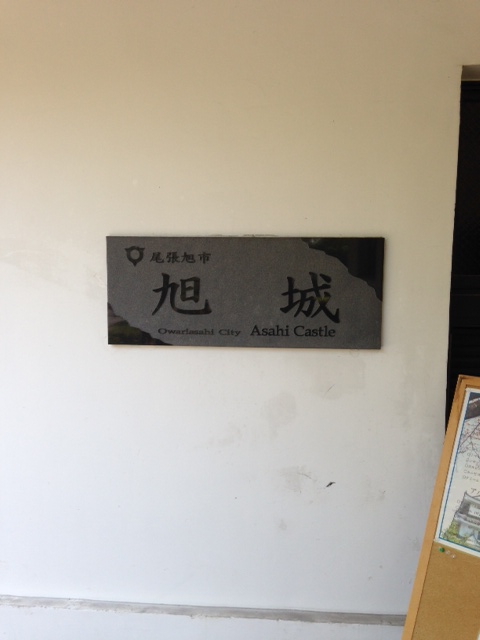 尾張旭市
旭 城
Owariasahi City Asahi Castle